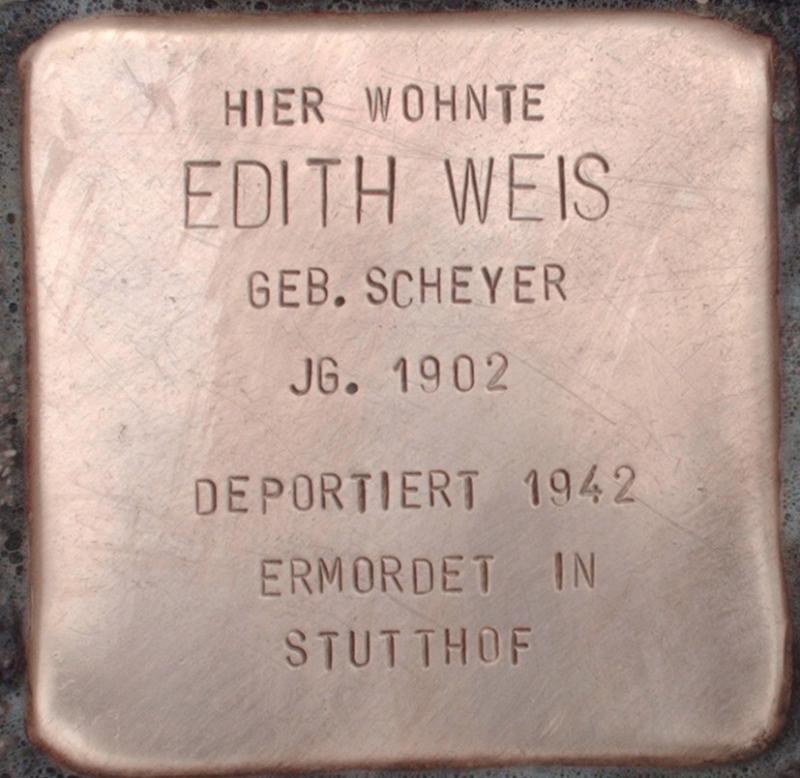 HIER WOHNTE
EDITH WEIS
GEB. SCHEYER
JG. 1902
DEPORTIERT 1942
ERMORDET IN
STUTTHOF